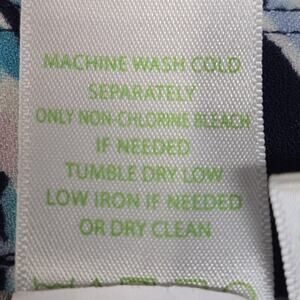 MACHINE WASH COLD
SEPARATELY
ONLY NON-CHLORINE BLEACH
IF NEEDED
TUMBLE DRY LOW
LOW IRON IF NEEDED
OR DRY CLEAN